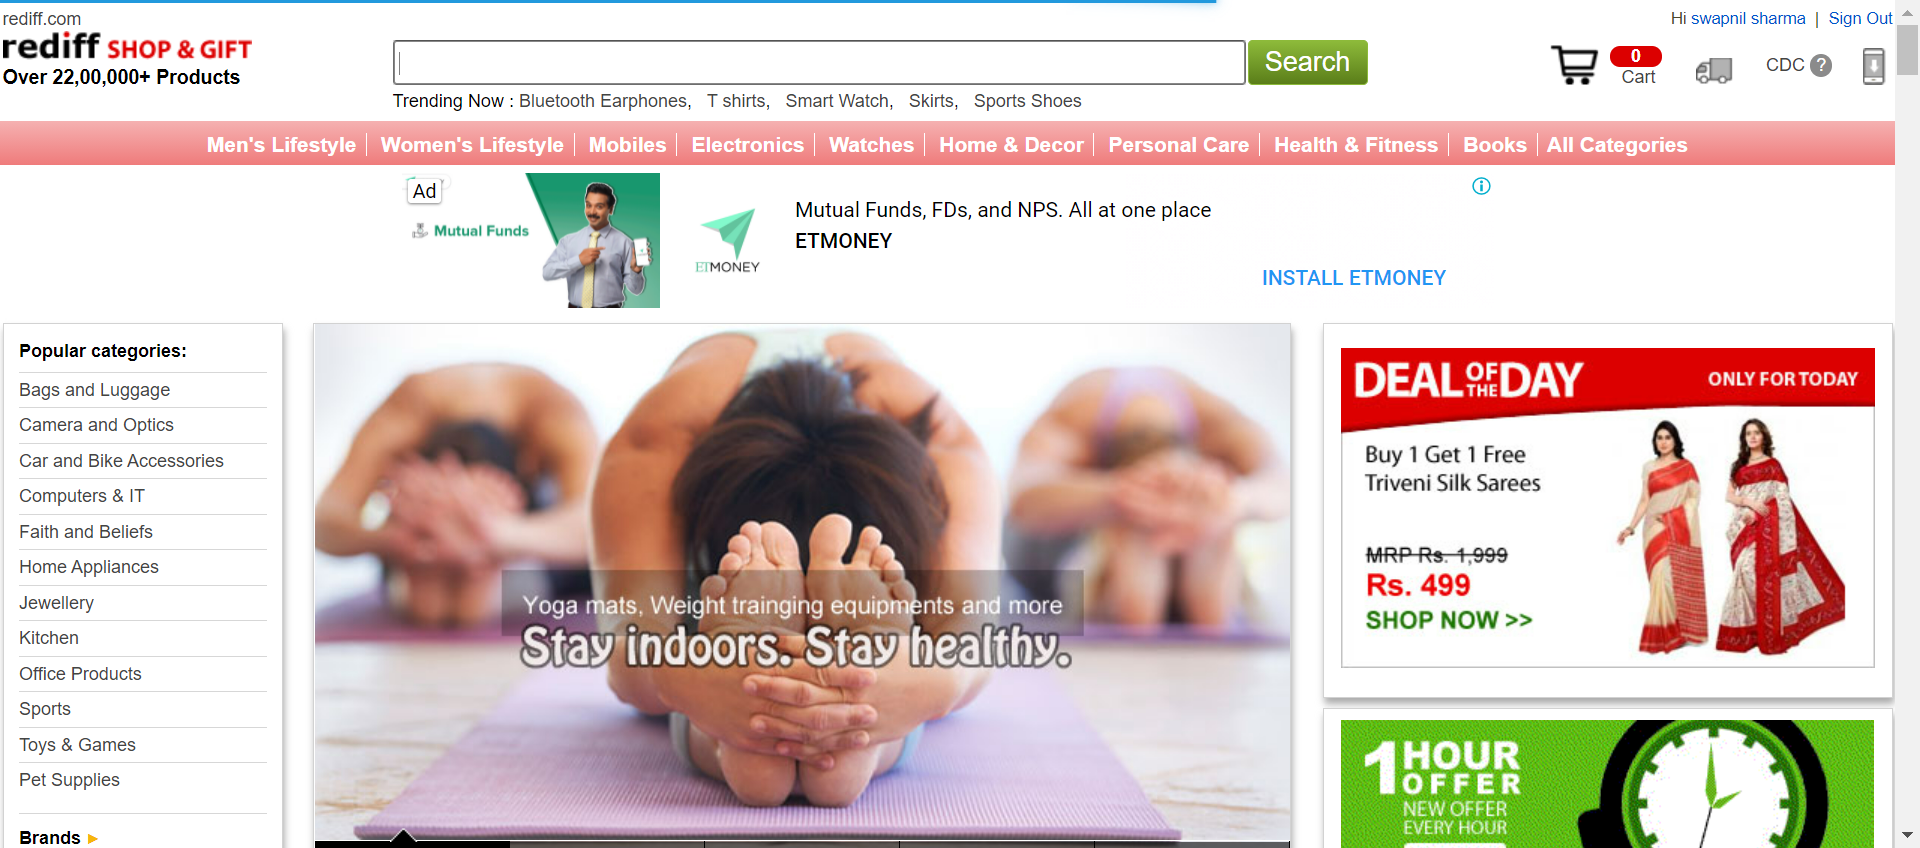 rediff.com
rediff SHOP & GIFT
Over 22,00,000+ Products
Search
Trending Now : Bluetooth Earphones, T shirts, Smart Watch, Skirts, Sports Shoes
Hi swapnil sharma | Sign Out
0
Cart
CDC ?
Men's Lifestyle
Women's Lifestyle
Mobiles
Electronics
Watches
Home & Decor
Personal Care
Health & Fitness
Books
All Categories
Ad
Mutual Funds
ETMONEY
Mutual Funds, FDs, and NPS. All at one place
ETMONEY
INSTALL ETMONEY
Popular categories:
Bags and Luggage
Camera and Optics
Car and Bike Accessories
Computers & IT
Faith and Beliefs
Home Appliances
Jewellery
Kitchen
Office Products
Sports
Toys & Games
Pet Supplies
Brands
Yoga mats, Weight trainging equipments and more
Stay indoors. Stay healthy.
DEAL OF THE DAY
ONLY FOR TODAY
Buy 1 Get 1 Free
Triveni Silk Sarees
MRP Rs. 1,999
Rs. 499
SHOP NOW >>
1 HOUR
OFFER
NEW OFFER
EVERY HOUR